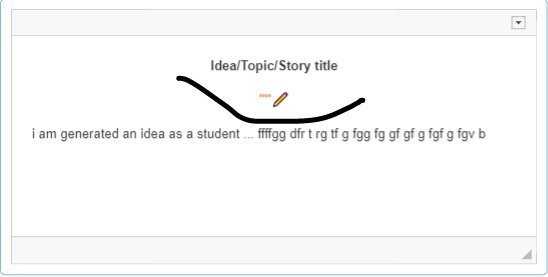 Idea/Topic/Story title
""
i am generated an idea as a student ... ffffgg dfr t rg tf g fgg fg gf gf g fgf g fgv b